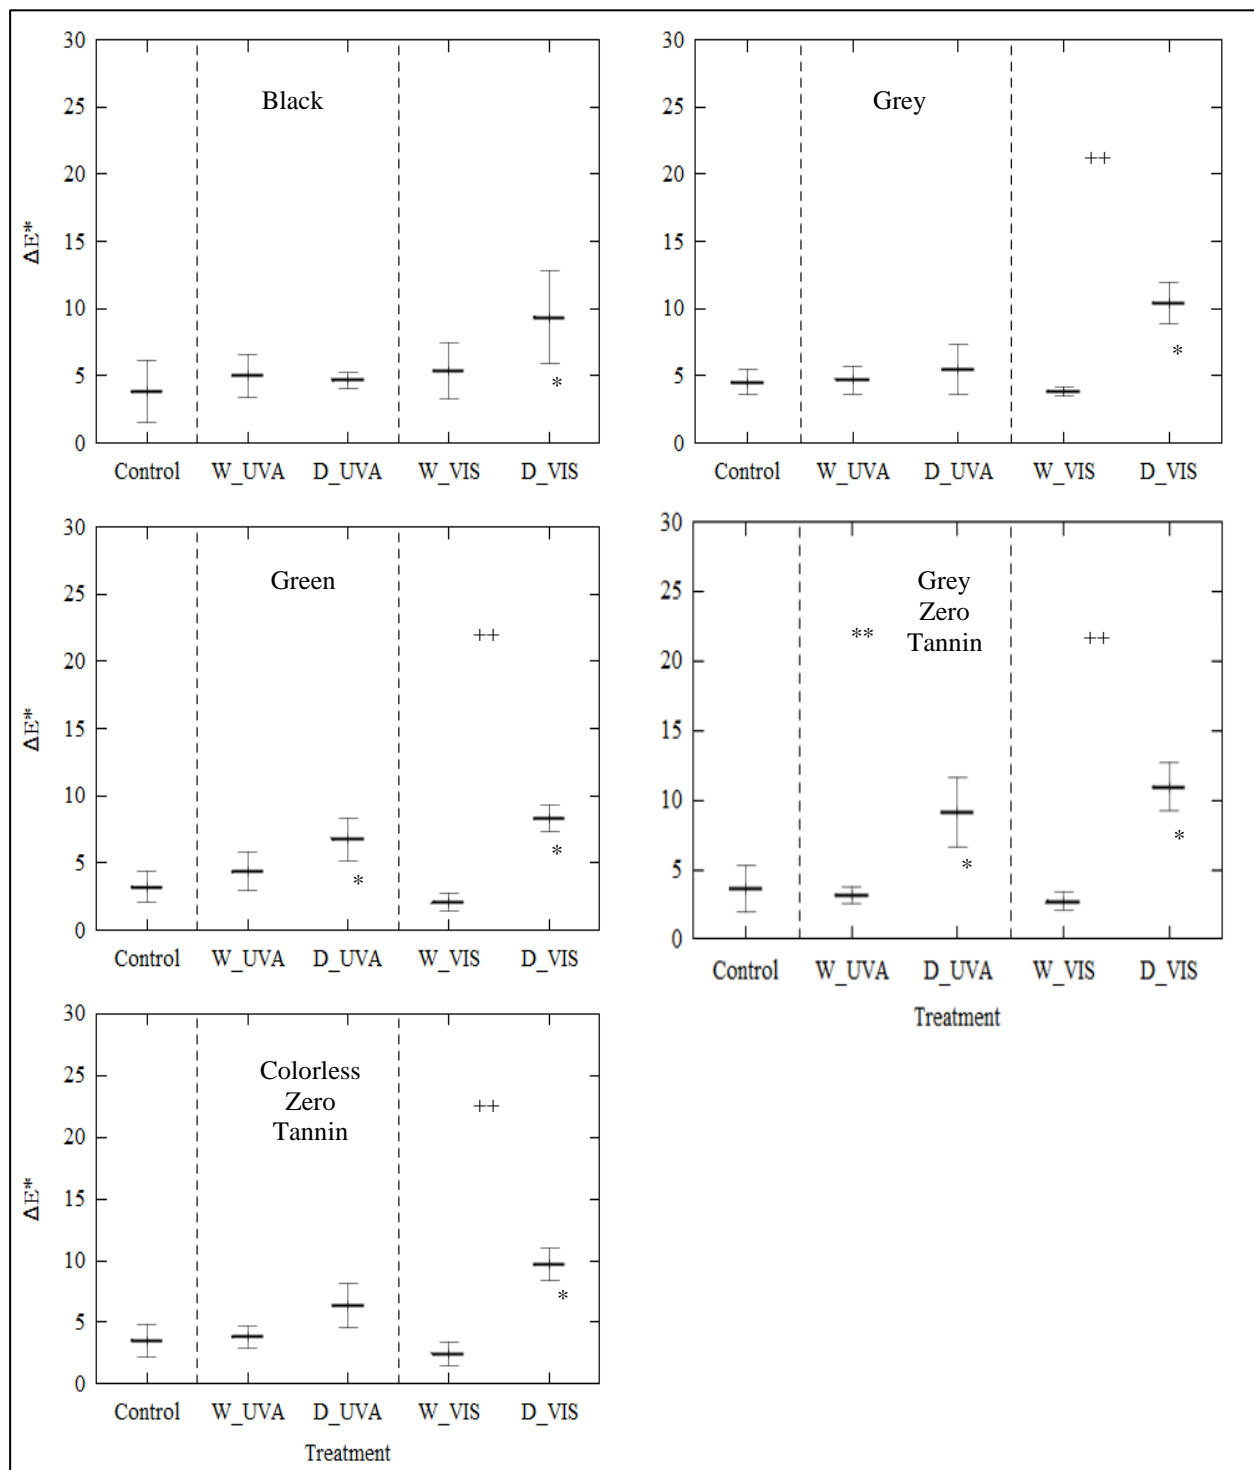 30
25
20
15
10
5
0
ΔE*
Black
*
Control W_UVA D_UVA W_VIS D_VIS
30
25
20
15
10
5
0
Grey
++
*
Control W_UVA D_UVA W_VIS D_VIS
30
25
20
15
10
5
0
ΔE*
Green
++
*
*
Control W_UVA D_UVA W_VIS D_VIS
30
25
20
15
10
5
0
Grey
Zero
Tannin
**
++
*
*
Control W_UVA D_UVA W_VIS D_VIS
Treatment
30
25
20
15
10
5
0
ΔE*
Colorless
Zero
Tannin
++
*
Control W_UVA D_UVA W_VIS D_VIS
Treatment